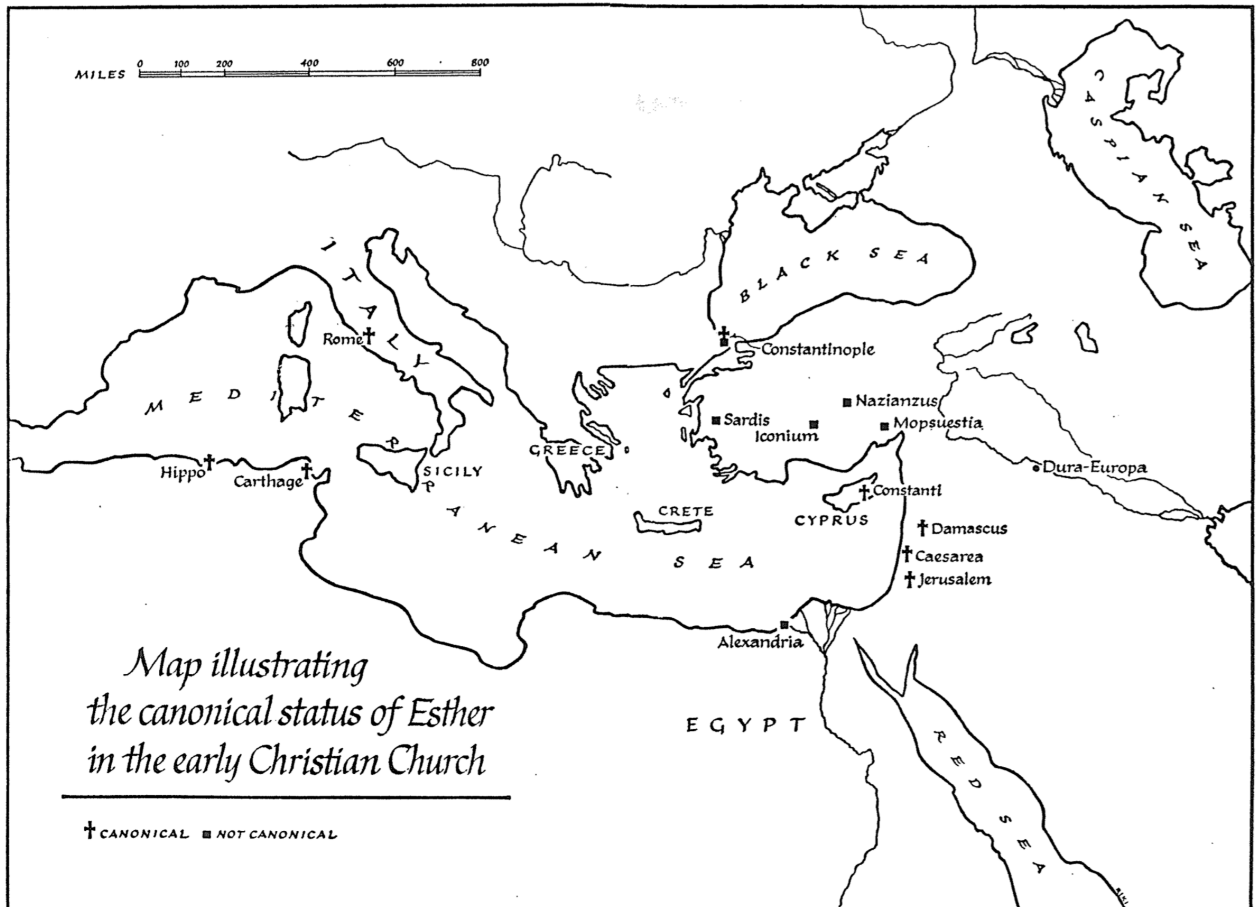 MILES 0 100 200 400 600 800
CASPIAN SEA
ITALY
BLACK SEA
Rome
Constantinople
MEDITERRANEAN SEA
Nazianzus
Sardis
Iconium
Mopsuestia
GREECE
Hippo
Carthage
SICILY
Dura-Europa
Constanti
CRETE
CYPRUS
Damascus
Caesarea
Jerusalem
Alexandria
Map illustrating
the canonical status of Esther
in the early Christian Church
EGYPT
RED SEA
CANONICAL NOT CANONICAL